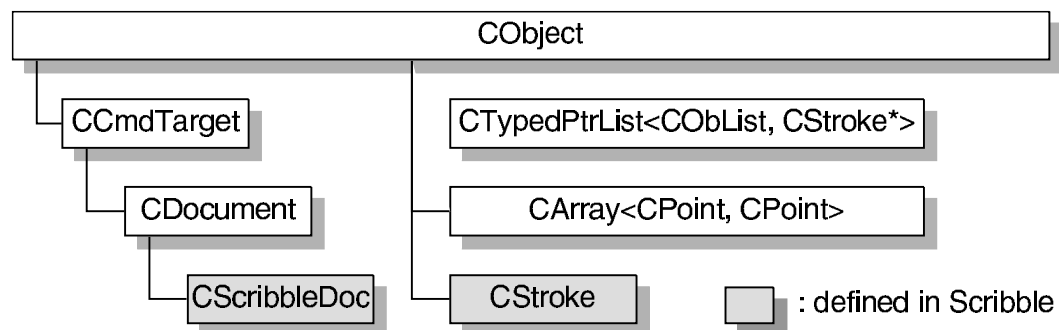 CObject
CCmdTarget
CTypedPtrList<CObList, CStroke*>
CDocument
CArray<CPoint, CPoint>
CScribbleDoc
CStroke
: defined in Scribble